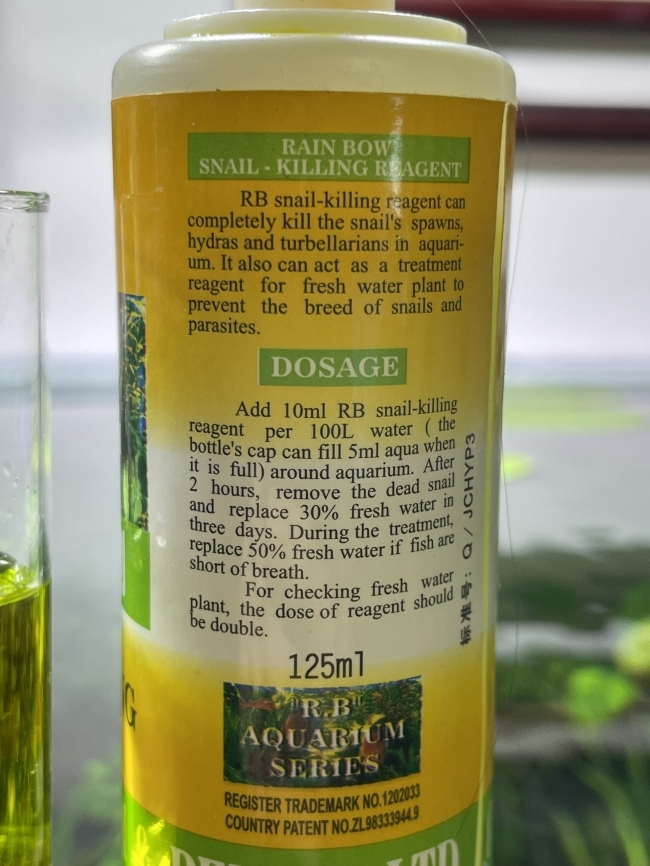 RAIN BOW
SNAIL - KILLING REAGENT
RB snail-killing reagent can
completely kill the snail's spawns,
hydras and turbellarians in aquari-
um. It also can act as a treatment
reagent for fresh water plant to
prevent the breed of snails and
parasites.
DOSAGE
Add 10ml RB snail-killing
reagent per 100L water ( the
bottle's cap can fill 5ml aqua when
it is full) around aquarium. After
2 hours, remove the dead snail
and replace 30% fresh water in
three days. During the treatment,
replace 50% fresh water if fish are
short of breath.
For checking fresh water
plant, the dose of reagent should
be double.
标准号: Q / JCHYP3
125ml
"R.B"
AQUARIUM
SERIES
REGISTER TRADEMARK NO.1202033
COUNTRY PATENT NO.ZL98333944.9
LTD